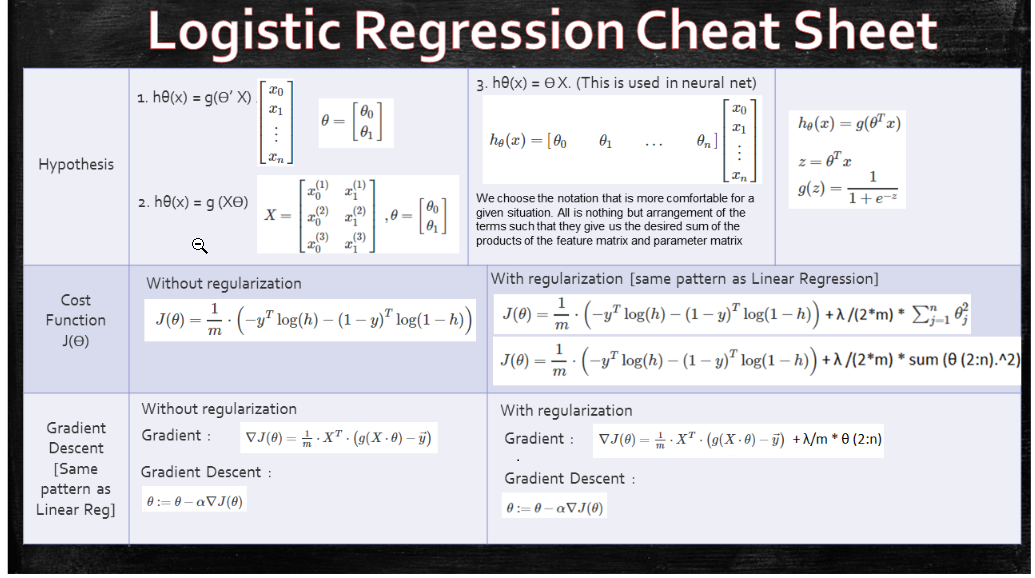 Logistic Regression Cheat Sheet
Hypothesis
1. hθ(x) = g(Θ' X)
[x₀
x₁
⋮
xₙ]
θ = [θ₀
θ₁]
2. hθ(x) = g (XΘ)
X = [x₀⁽¹⁾ x₁⁽¹⁾
x₀⁽²⁾ x₁⁽²⁾
x₀⁽³⁾ x₁⁽³⁾] , θ = [θ₀
θ₁]
3. hθ(x) = Θ X. (This is used in neural net)
h_θ(x) = [θ₀ θ₁ ... θₙ] [x₀
x₁
⋮
xₙ]
We choose the notation that is more comfortable for a
given situation. All is nothing but arrangement of the
terms such that they give us the desired sum of the
products of the feature matrix and parameter matrix
h_θ(x) = g(θᵀx)
z = θᵀx
g(z) = 1/(1 + e⁻ᶻ)
Cost
Function
J(Θ)
Without regularization
J(θ) = 1/m · (−yᵀ log(h) − (1 − y)ᵀ log(1 − h))
With regularization [same pattern as Linear Regression]
J(θ) = 1/m · (−yᵀ log(h) − (1 − y)ᵀ log(1 − h)) + λ /(2*m) * ∑ⁿⱼ₌₁ θⱼ²
J(θ) = 1/m · (−yᵀ log(h) − (1 − y)ᵀ log(1 − h)) + λ /(2*m) * sum (θ (2:n).^2)
Gradient
Descent
[Same
pattern as
Linear Reg]
Without regularization
Gradient : ∇J(θ) = 1/m · Xᵀ · (g(X · θ) − y⃗)
Gradient Descent :
θ := θ − α∇J(θ)
With regularization
Gradient : ∇J(θ) = 1/m · Xᵀ · (g(X · θ) − y⃗) + λ/m * θ (2:n)
.
Gradient Descent :
θ := θ − α∇J(θ)